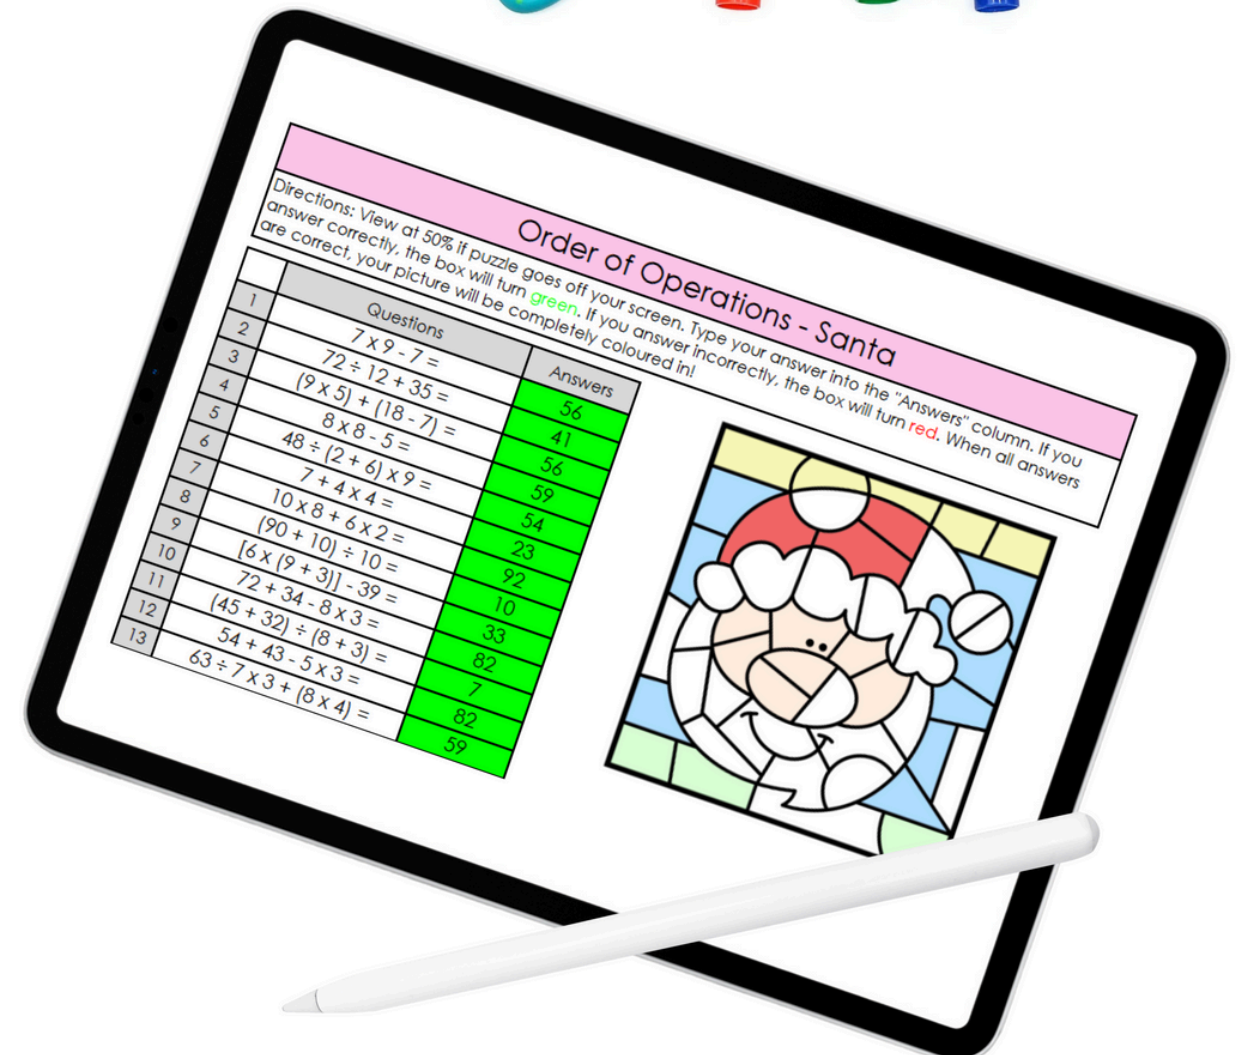 Order of Operations - Santa
Directions: View at 50% if puzzle goes off your screen. Type your answer into the "Answers" column. If you
answer correctly, the box will turn green. If you answer incorrectly, the box will turn red. When all answers
are correct, your picture will be completely coloured in!
Questions Answers
1 7 x 9 - 7 = 56
2 72 ÷ 12 + 35 = 41
3 (9 x 5) + (18 - 7) = 56
4 8 x 8 - 5 = 59
5 48 ÷ (2 + 6) x 9 = 54
6 7 + 4 x 4 = 23
7 10 x 8 + 6 x 2 = 92
8 (90 + 10) ÷ 10 = 10
9 [6 x (9 + 3)] - 39 = 33
10 72 + 34 - 8 x 3 = 82
11 (45 + 32) ÷ (8 + 3) = 7
12 54 + 43 - 5 x 3 = 82
13 63 ÷ 7 x 3 + (8 x 4) = 59